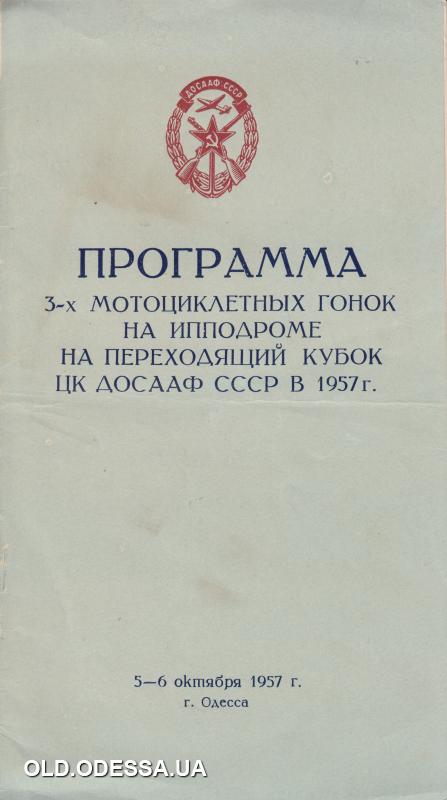 ДОСААФ СССР
ПРОГРАММА
3-х МОТОЦИКЛЕТНЫХ ГОНОК
НА ИППОДРОМЕ
НА ПЕРЕХОДЯЩИЙ КУБОК
ЦК ДОСААФ СССР В 1957 г.
5—6 октября 1957 г.
г. Одесса
OLD.ODESSA.UA